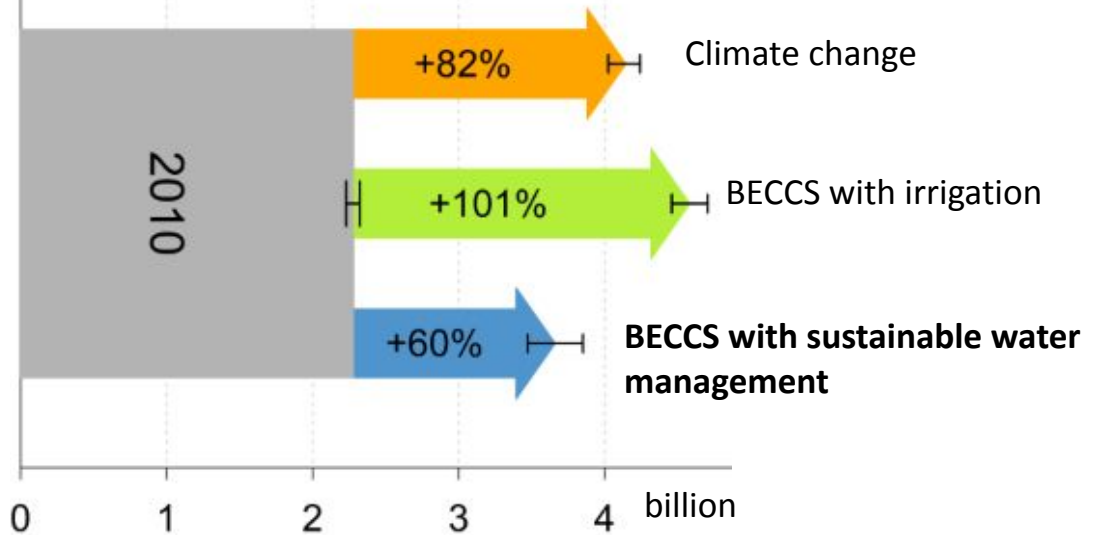 +82%
Climate change
2010
+101%
BECCS with irrigation
+60%
BECCS with sustainable water
management
0 1 2 3 4 billion